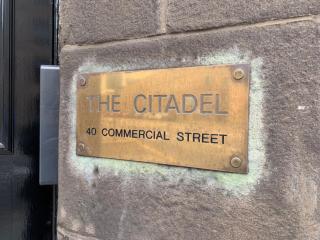 THE CITADEL
40 COMMERCIAL STREET